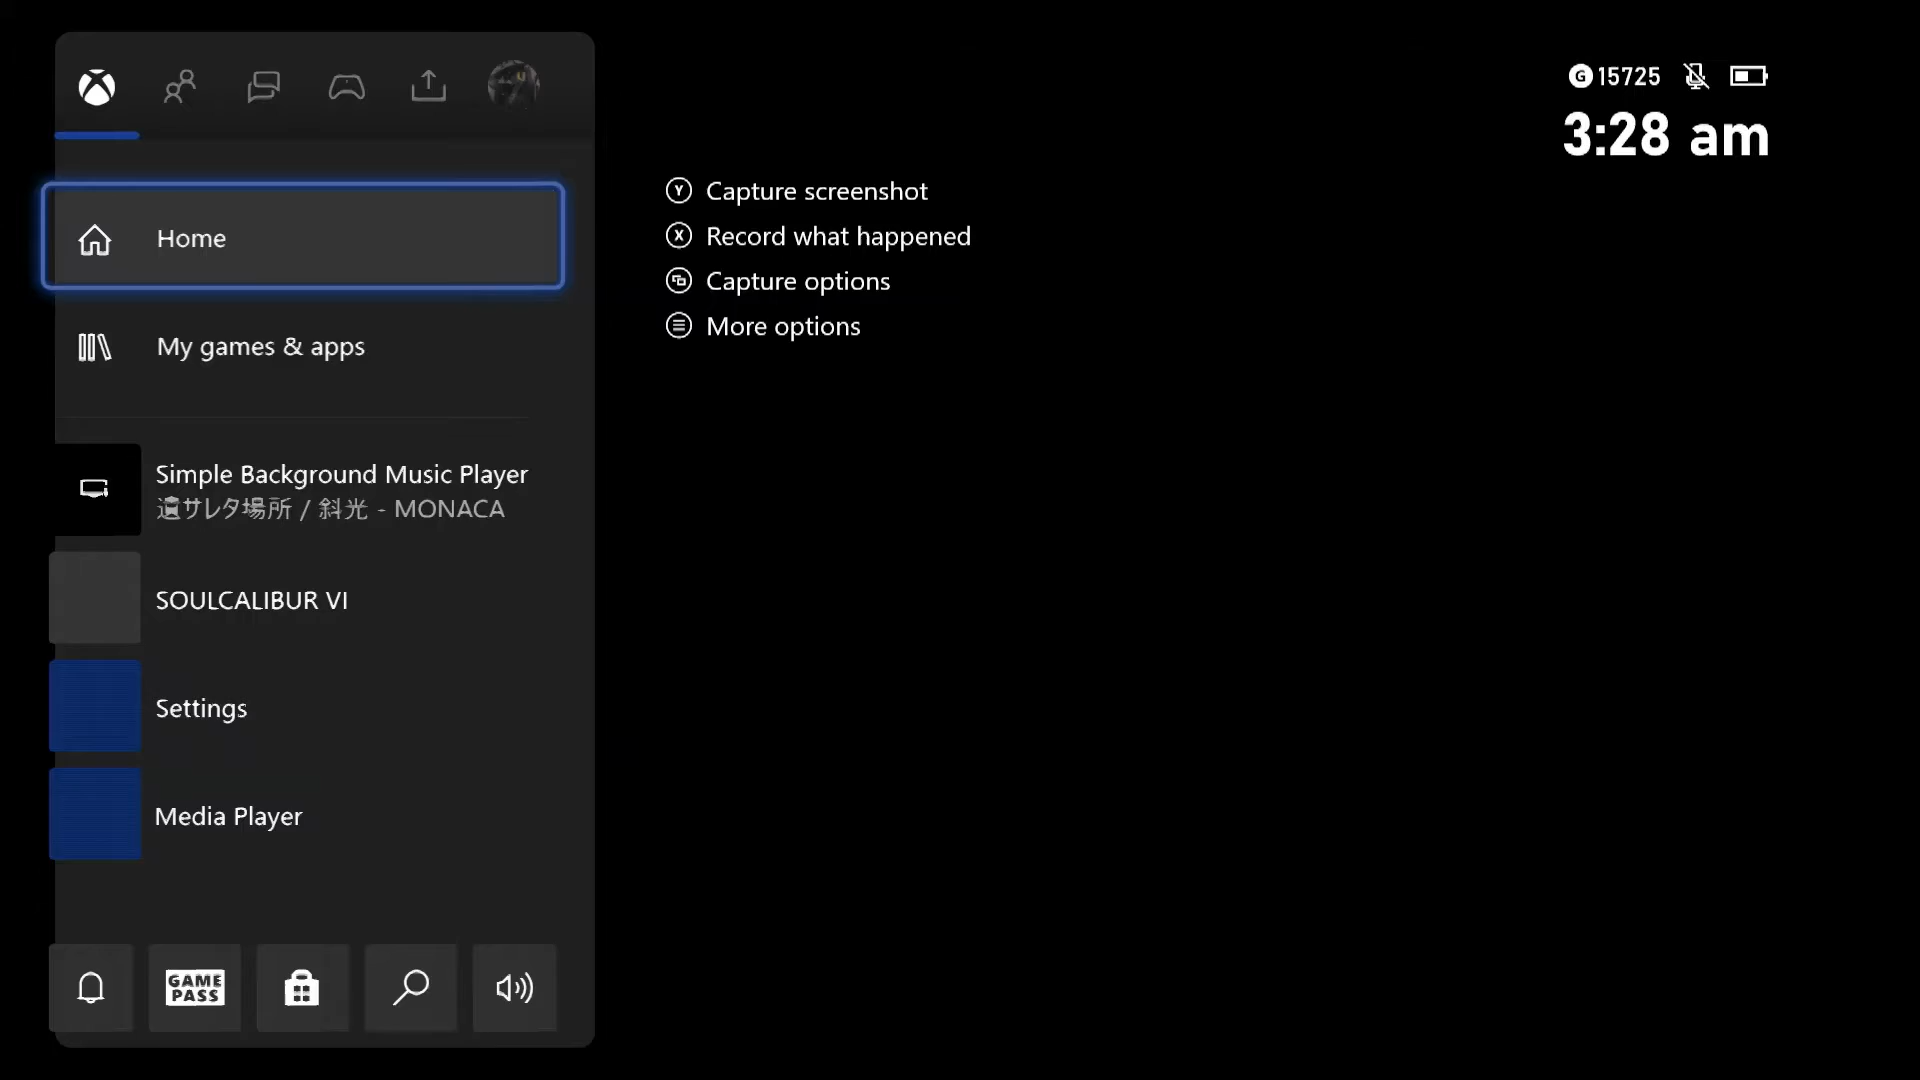 G 15725
3:28 am
Home
My games & apps
Simple Background Music Player
遺サレタ場所 / 斜光 - MONACA
SOULCALIBUR VI
Settings
Media Player
GAME
PASS
Y Capture screenshot
X Record what happened
Capture options
More options